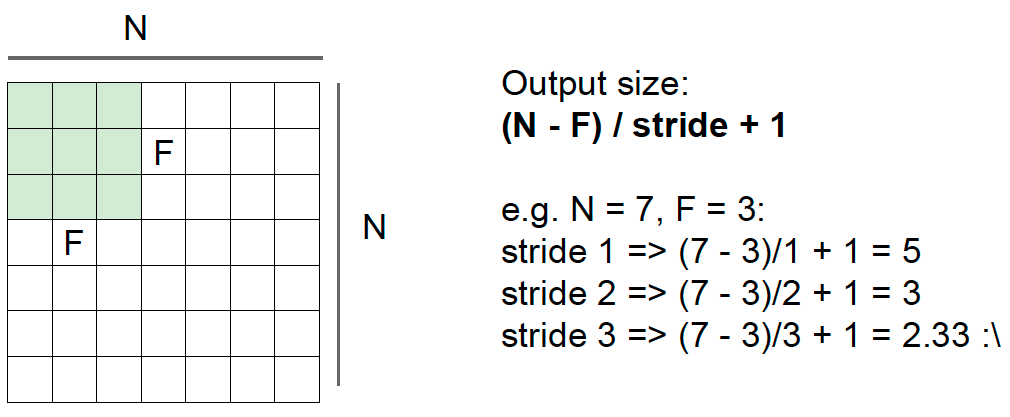 N
F
N
F
Output size:
(N - F) / stride + 1
e.g. N = 7, F = 3:
stride 1 => (7 - 3)/1 + 1 = 5
stride 2 => (7 - 3)/2 + 1 = 3
stride 3 => (7 - 3)/3 + 1 = 2.33 :\